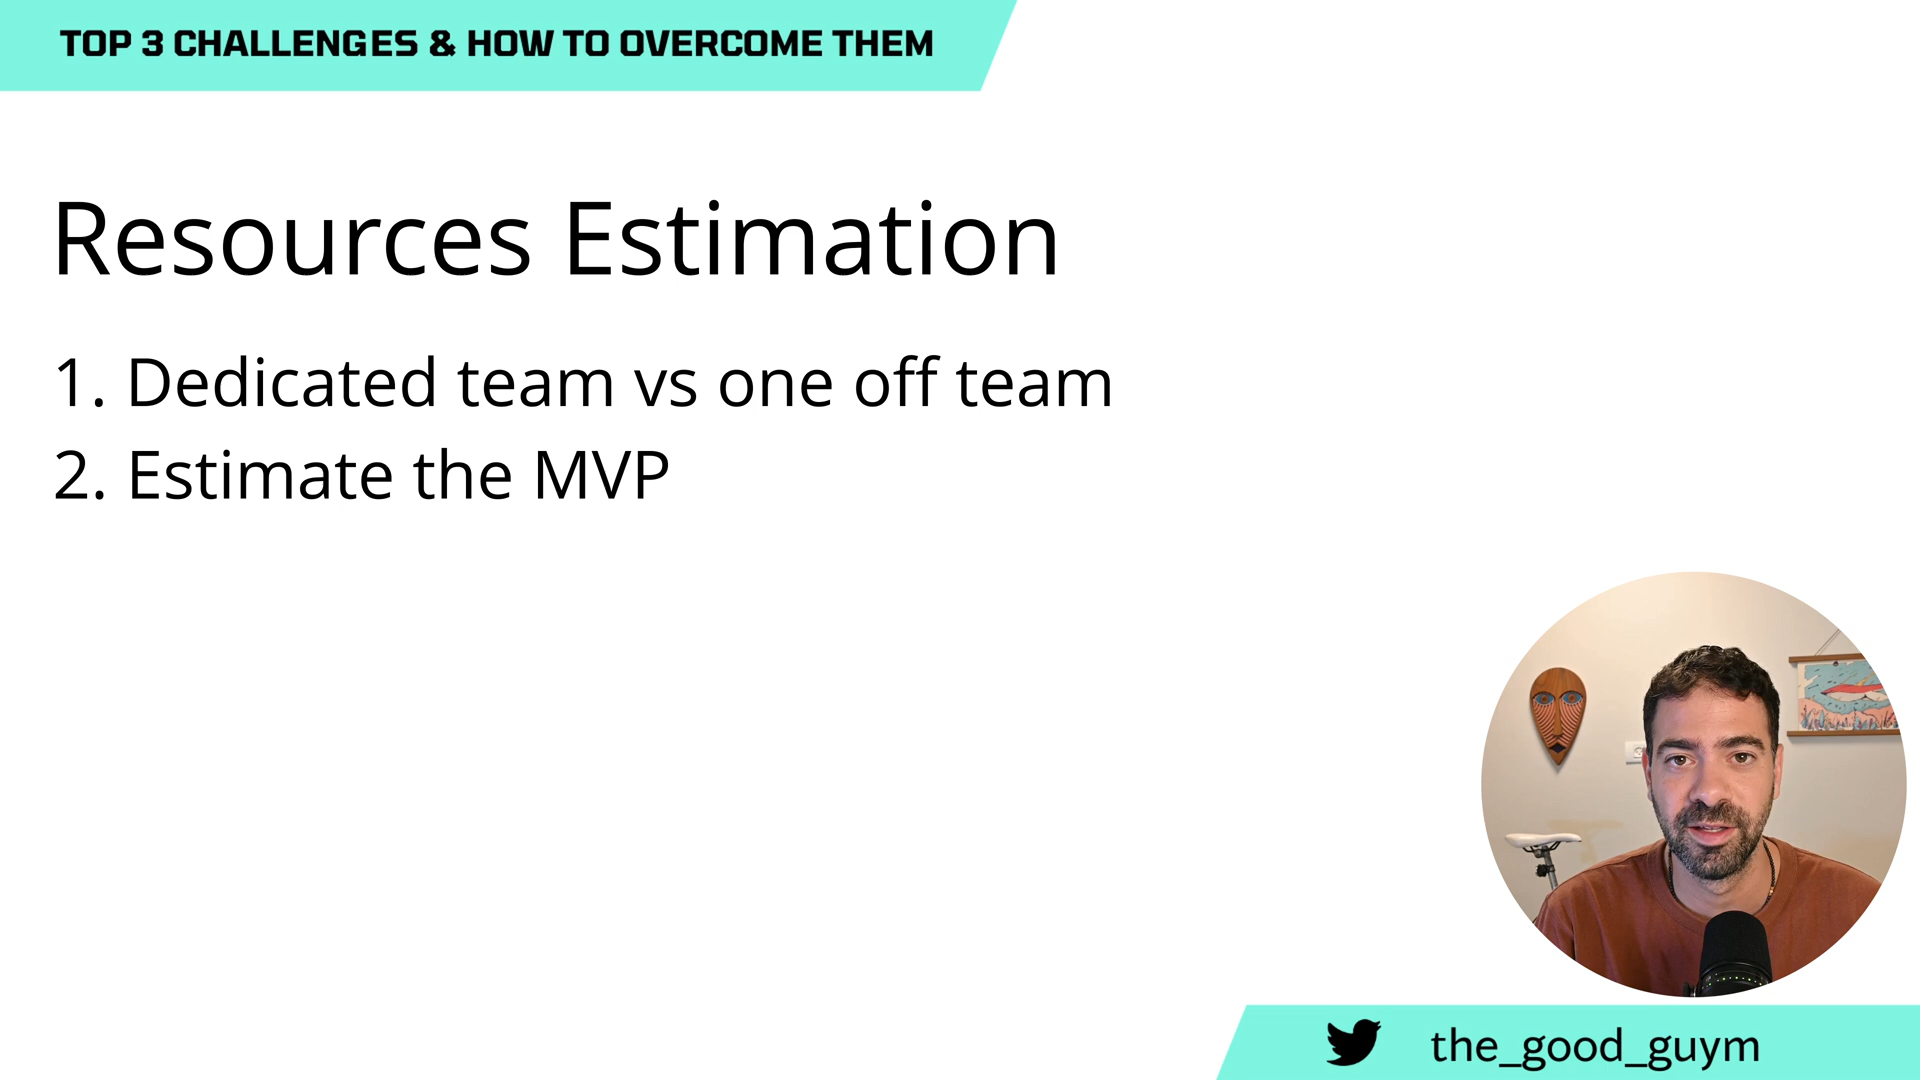 TOP 3 CHALLENGES & HOW TO OVERCOME THEM
Resources Estimation
1. Dedicated team vs one off team
2. Estimate the MVP
the_good_guym